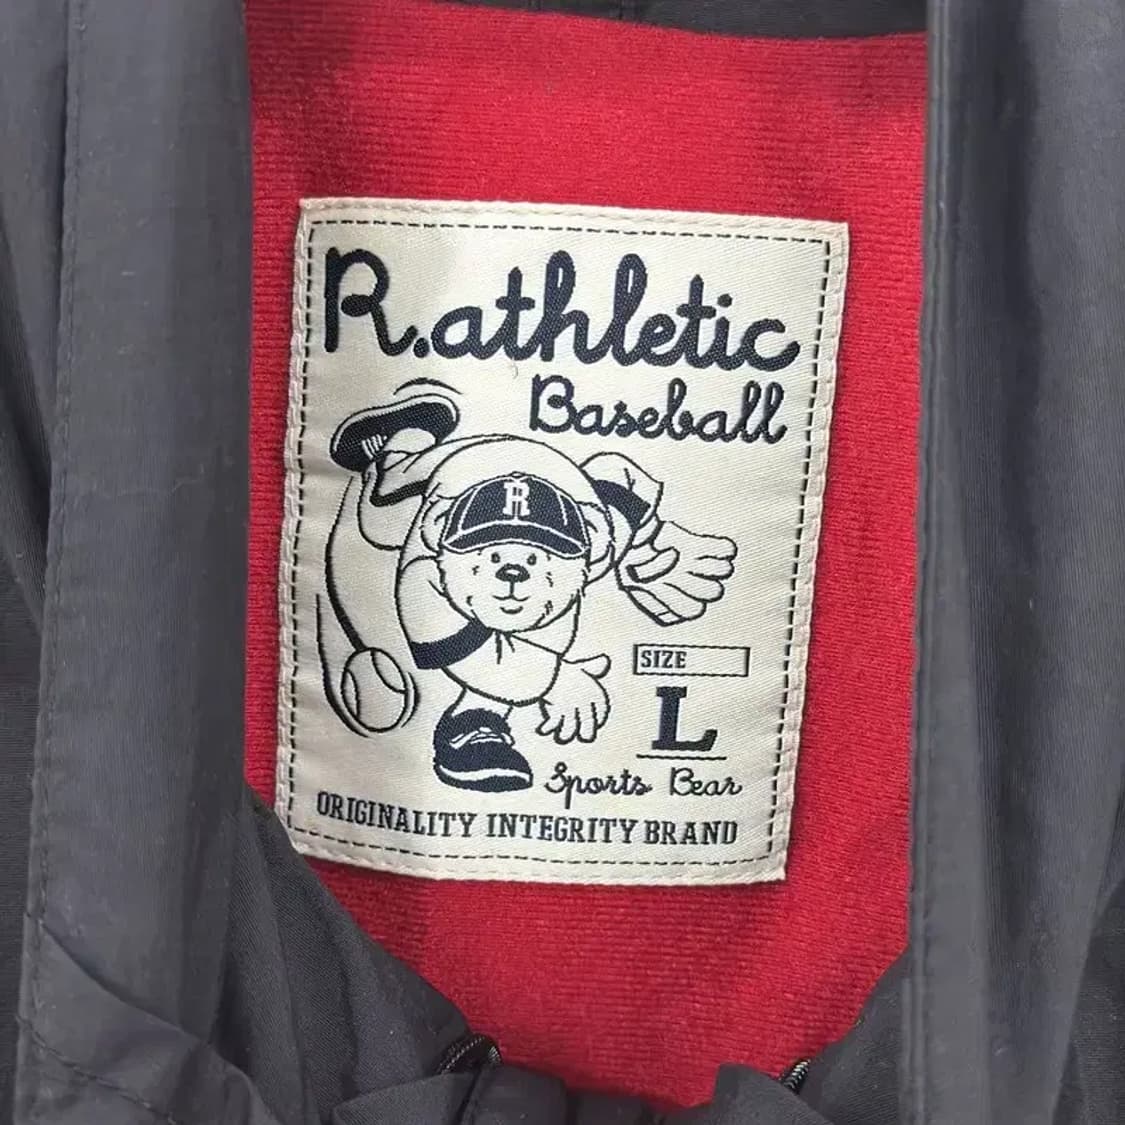 R.athletic
Baseball
R
SIZE
L
Sports Bear
ORIGINALITY INTEGRITY BRAND